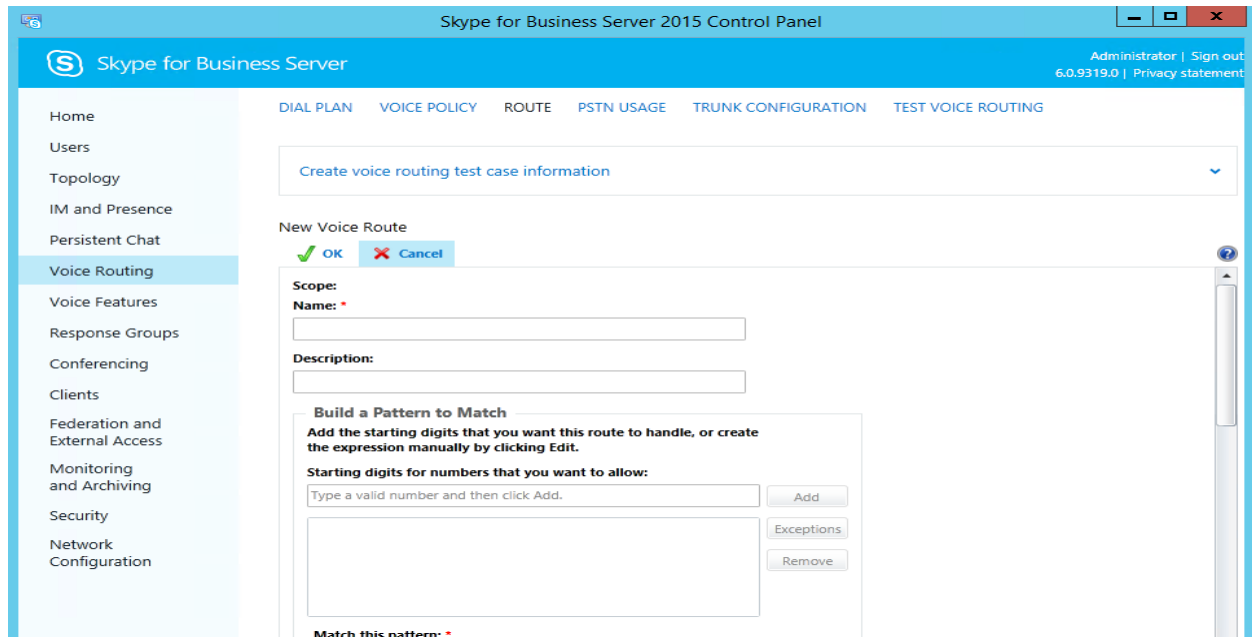 Skype for Business Server 2015 Control Panel
Skype for Business Server
Administrator | Sign out
6.0.9319.0 | Privacy statement
Home
Users
Topology
IM and Presence
Persistent Chat
Voice Routing
Voice Features
Response Groups
Conferencing
Clients
Federation and
External Access
Monitoring
and Archiving
Security
Network
Configuration
DIAL PLAN VOICE POLICY ROUTE PSTN USAGE TRUNK CONFIGURATION TEST VOICE ROUTING
Create voice routing test case information
New Voice Route
OK Cancel
Scope:
Name: *
Description:
Build a Pattern to Match
Add the starting digits that you want this route to handle, or create
the expression manually by clicking Edit.
Starting digits for numbers that you want to allow:
Type a valid number and then click Add.
Add
Exceptions
Remove
Match this pattern: *